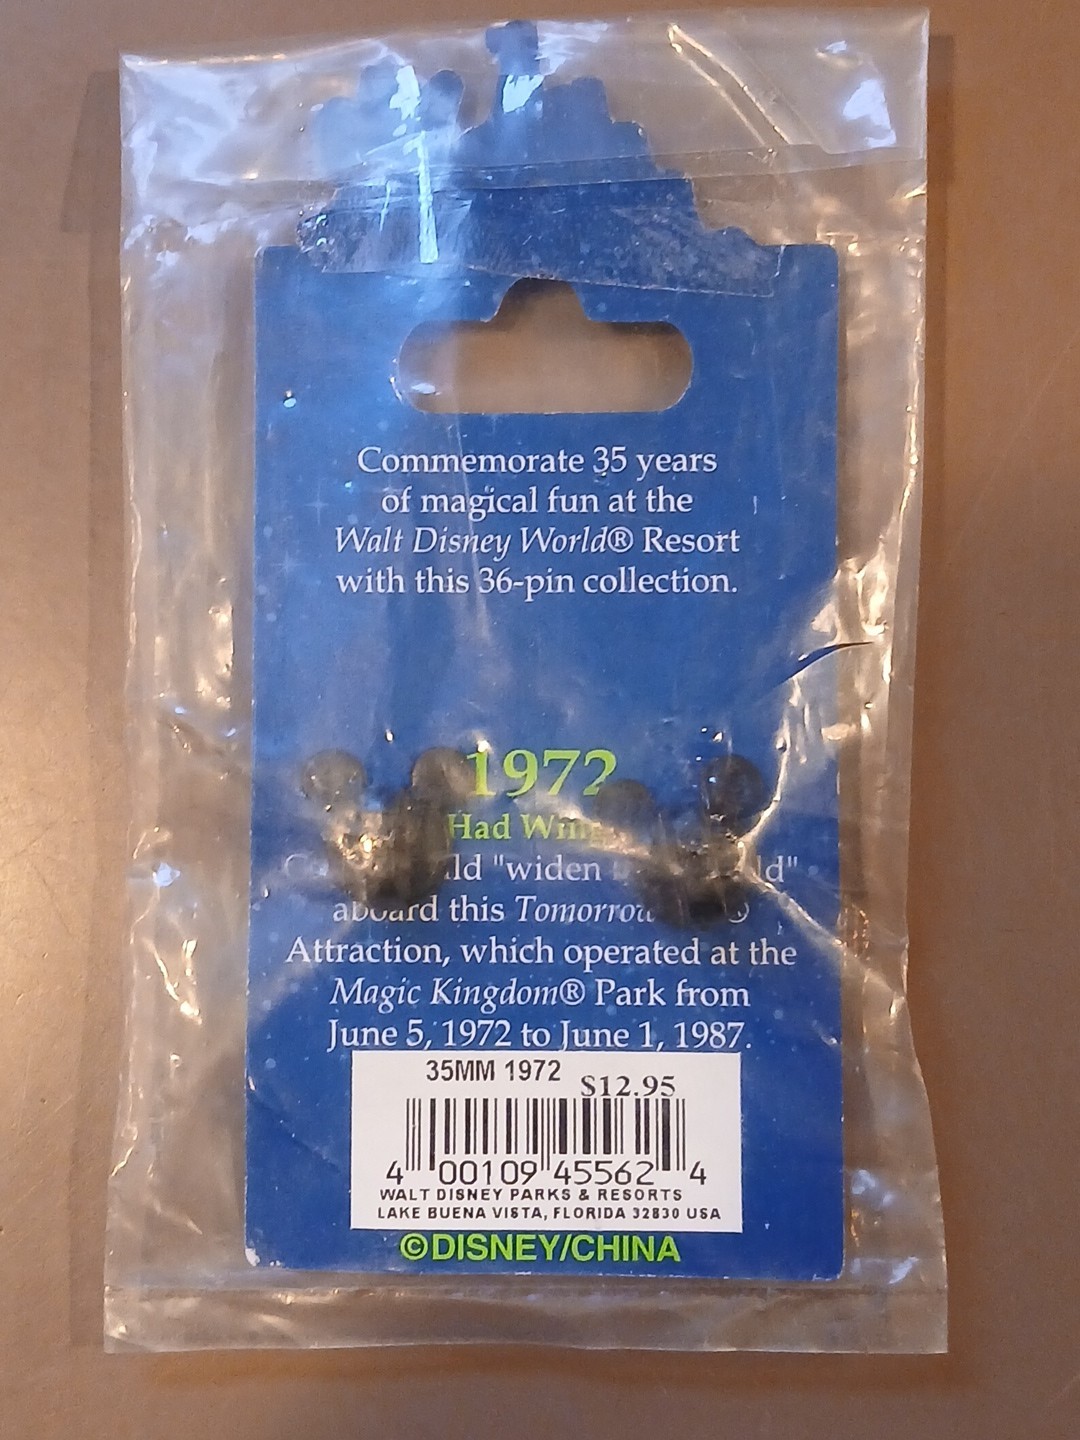 Commemorate 35 years
of magical fun at the
Walt Disney World® Resort
with this 36-pin collection.
1972
Had
"widen
aboard this
Attraction, which operated at the
Magic Kingdom® Park from
June 5, 1972 to June 1, 1987.
35MM 1972 $12.95
4 00109 45562 4
WALT DISNEY PARKS & RESORTS
LAKE BUENA VISTA, FLORIDA 32830 USA
©DISNEY/CHINA